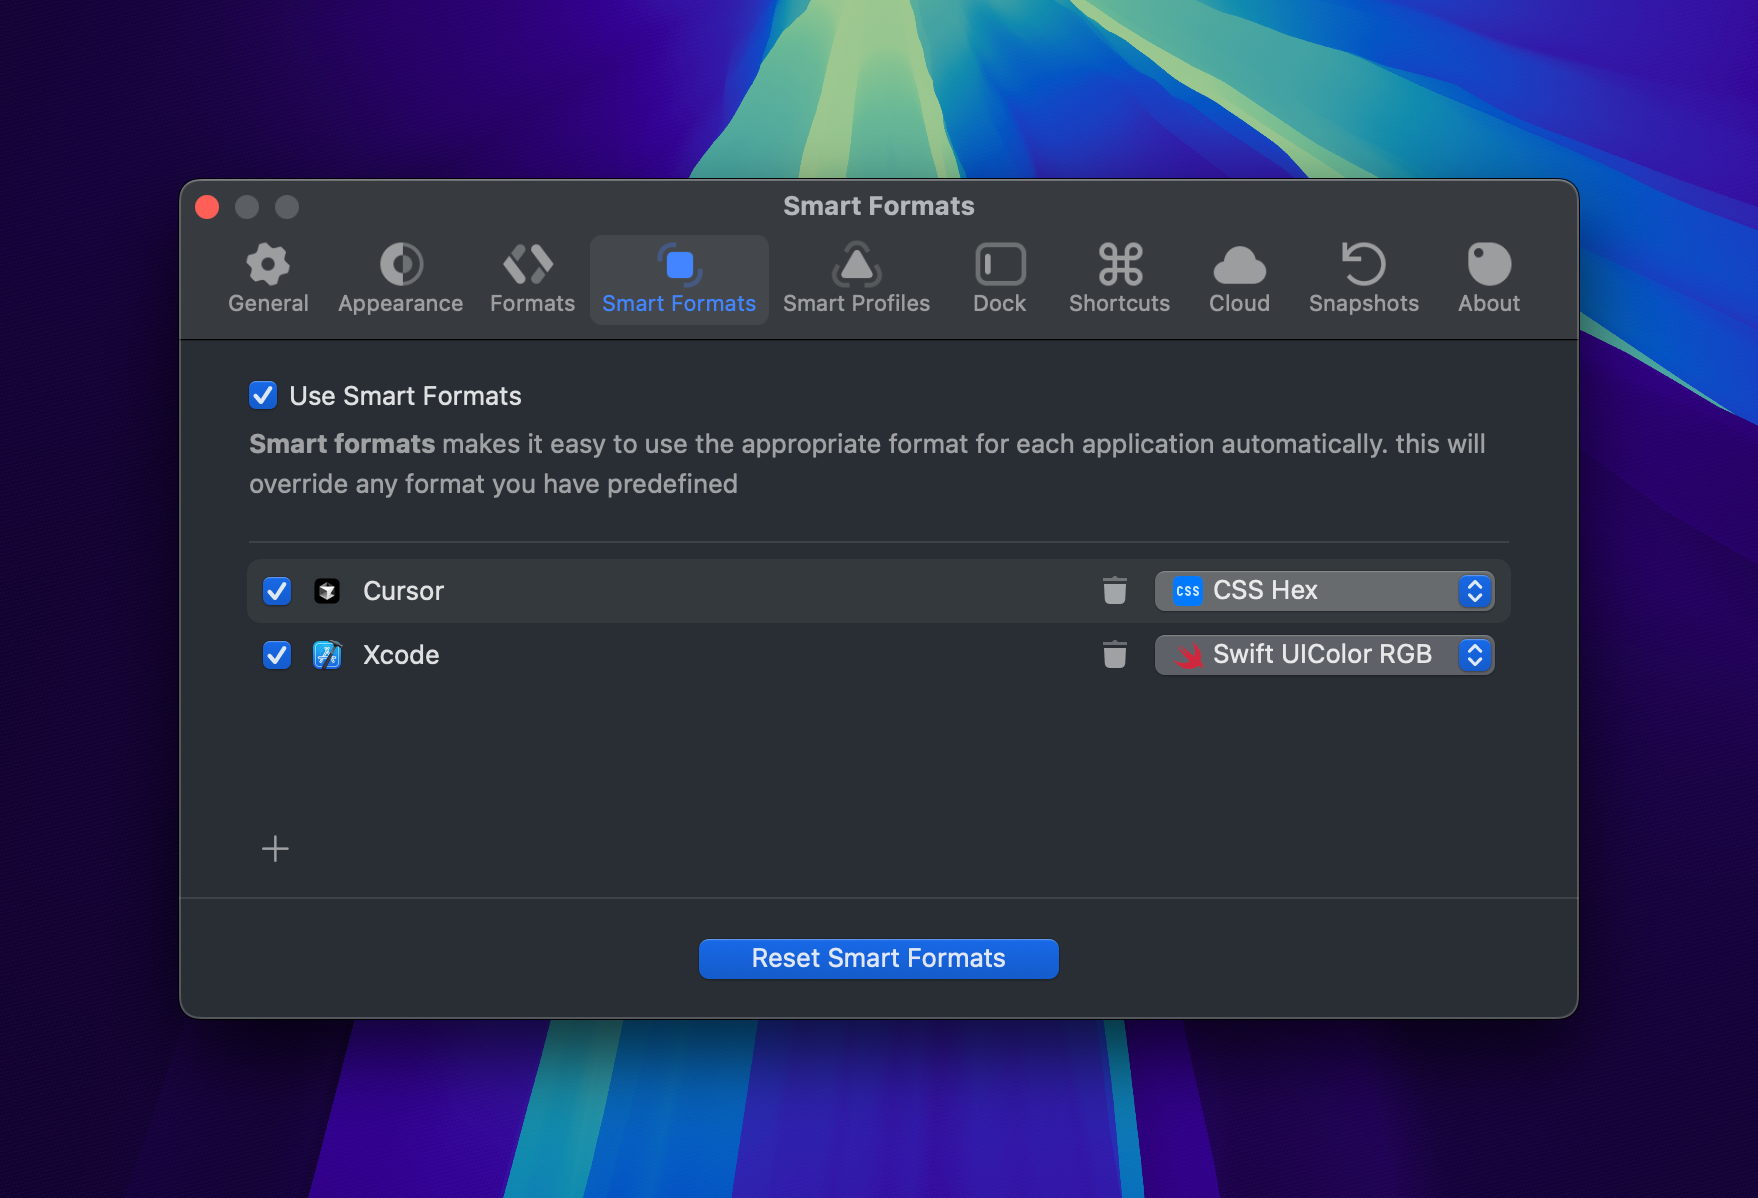 Smart Formats
General Appearance Formats Smart Formats Smart Profiles Dock Shortcuts Cloud Snapshots About
Use Smart Formats
Smart formats makes it easy to use the appropriate format for each application automatically. this will
override any format you have predefined
Cursor CSS CSS Hex
Xcode Swift UIColor RGB
Reset Smart Formats